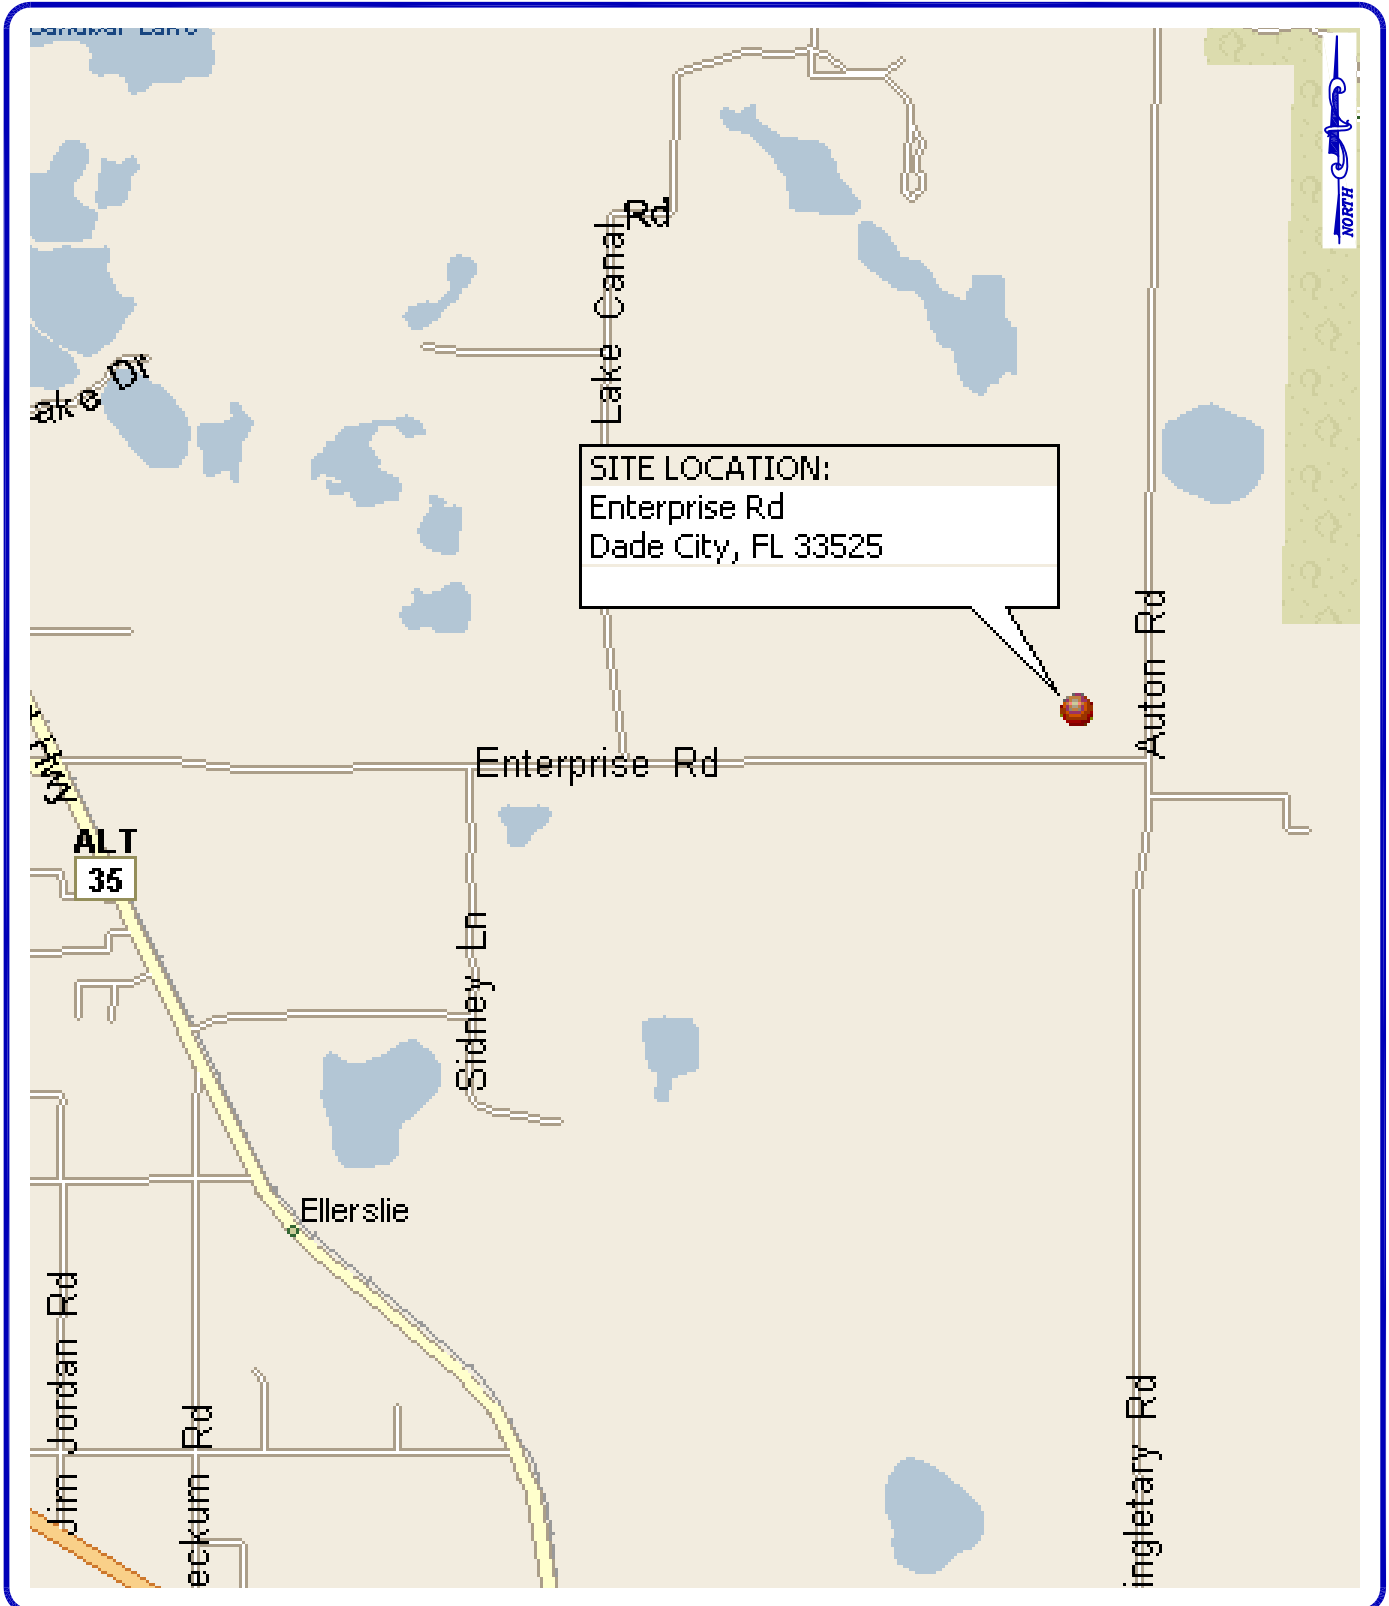 NORTH
Rd
Lake Canal
ake Dr
SITE LOCATION:
Enterprise Rd
Dade City, FL 33525
Auton Rd
Hwy
Enterprise Rd
ALT
35
Sidney Ln
Ellerslie
Jim Jordan Rd
eckum Rd
ingletary Rd